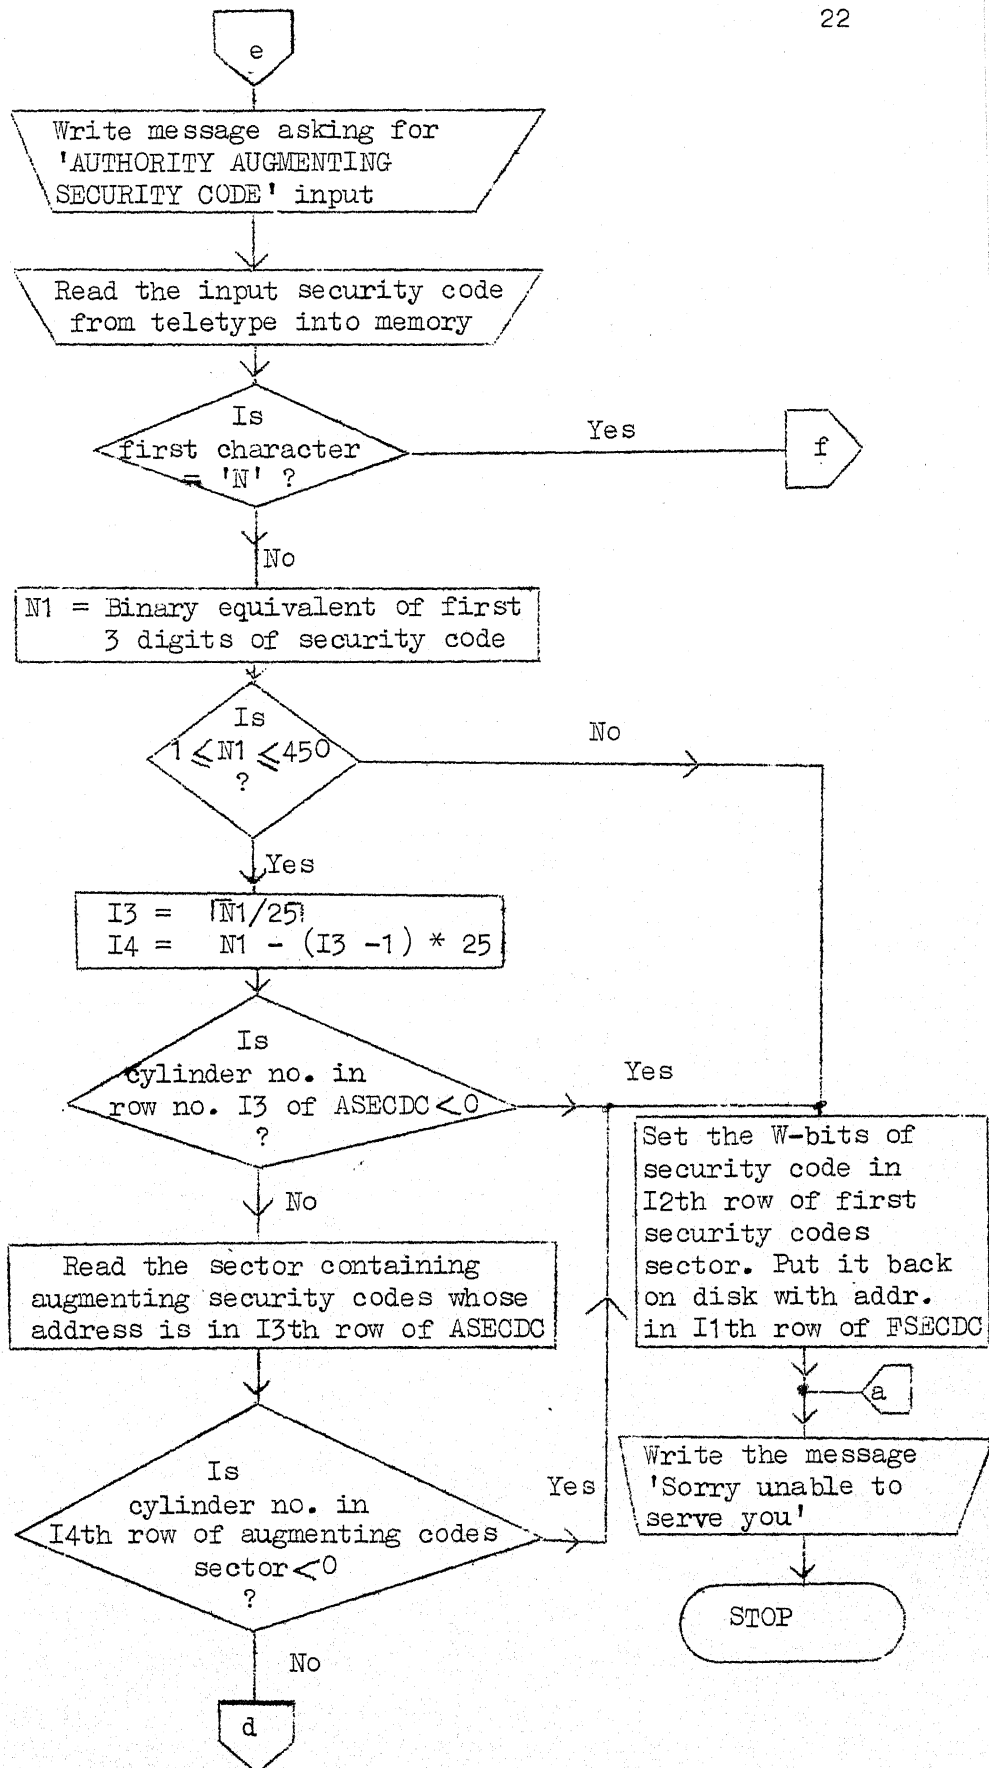 22
e
Write message asking for
'AUTHORITY AUGMENTING
SECURITY CODE' input
Read the input security code
from teletype into memory
Is
first character
= 'N' ?
Yes
f
No
N1 = Binary equivalent of first
3 digits of security code
Is
1 ≤ N1 ≤ 450
?
No
Yes
I3 = ⌈N1/25⌉
I4 = N1 - (I3 -1) * 25
Is
cylinder no. in
row no. I3 of ASECDC < 0
?
Yes
No
Read the sector containing
augmenting security codes whose
address is in I3th row of ASECDC
Is
cylinder no. in
I4th row of augmenting codes
sector < 0
?
Yes
No
d
Set the W-bits of
security code in
I2th row of first
security codes
sector. Put it back
on disk with addr.
in I1th row of FSECDC
a
Write the message
'Sorry unable to
serve you'
STOP